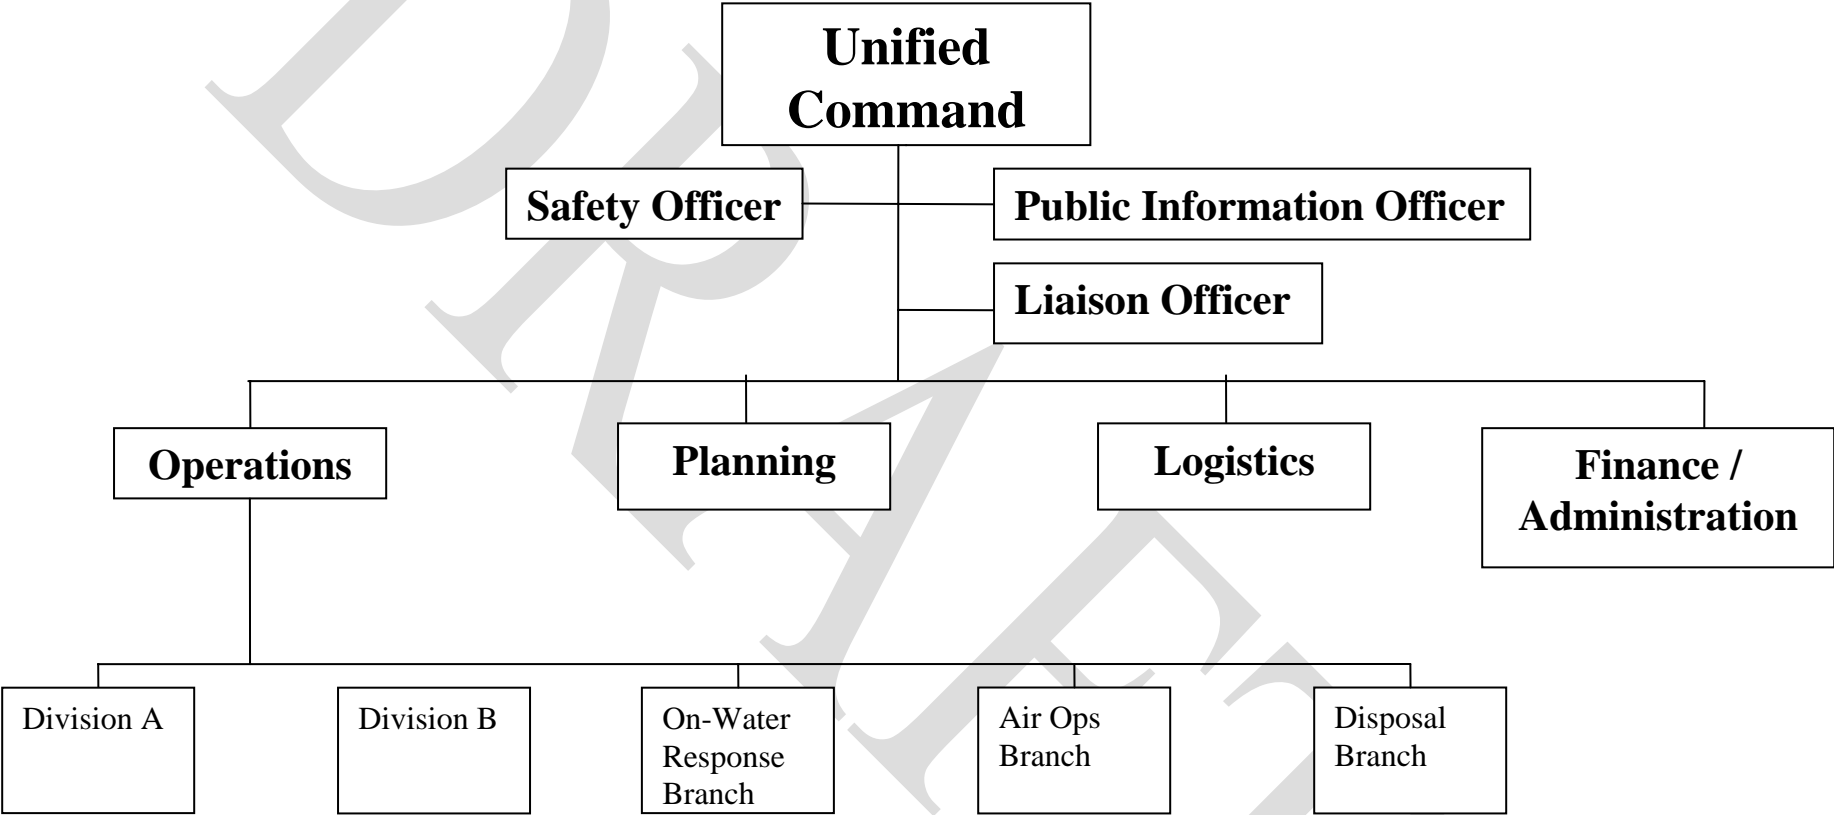 Unified
Command
Safety Officer
Public Information Officer
Liaison Officer
Operations
Planning
Logistics
Finance /
Administration
Division A
Division B
On-Water
Response
Branch
Air Ops
Branch
Disposal
Branch
DRAFT